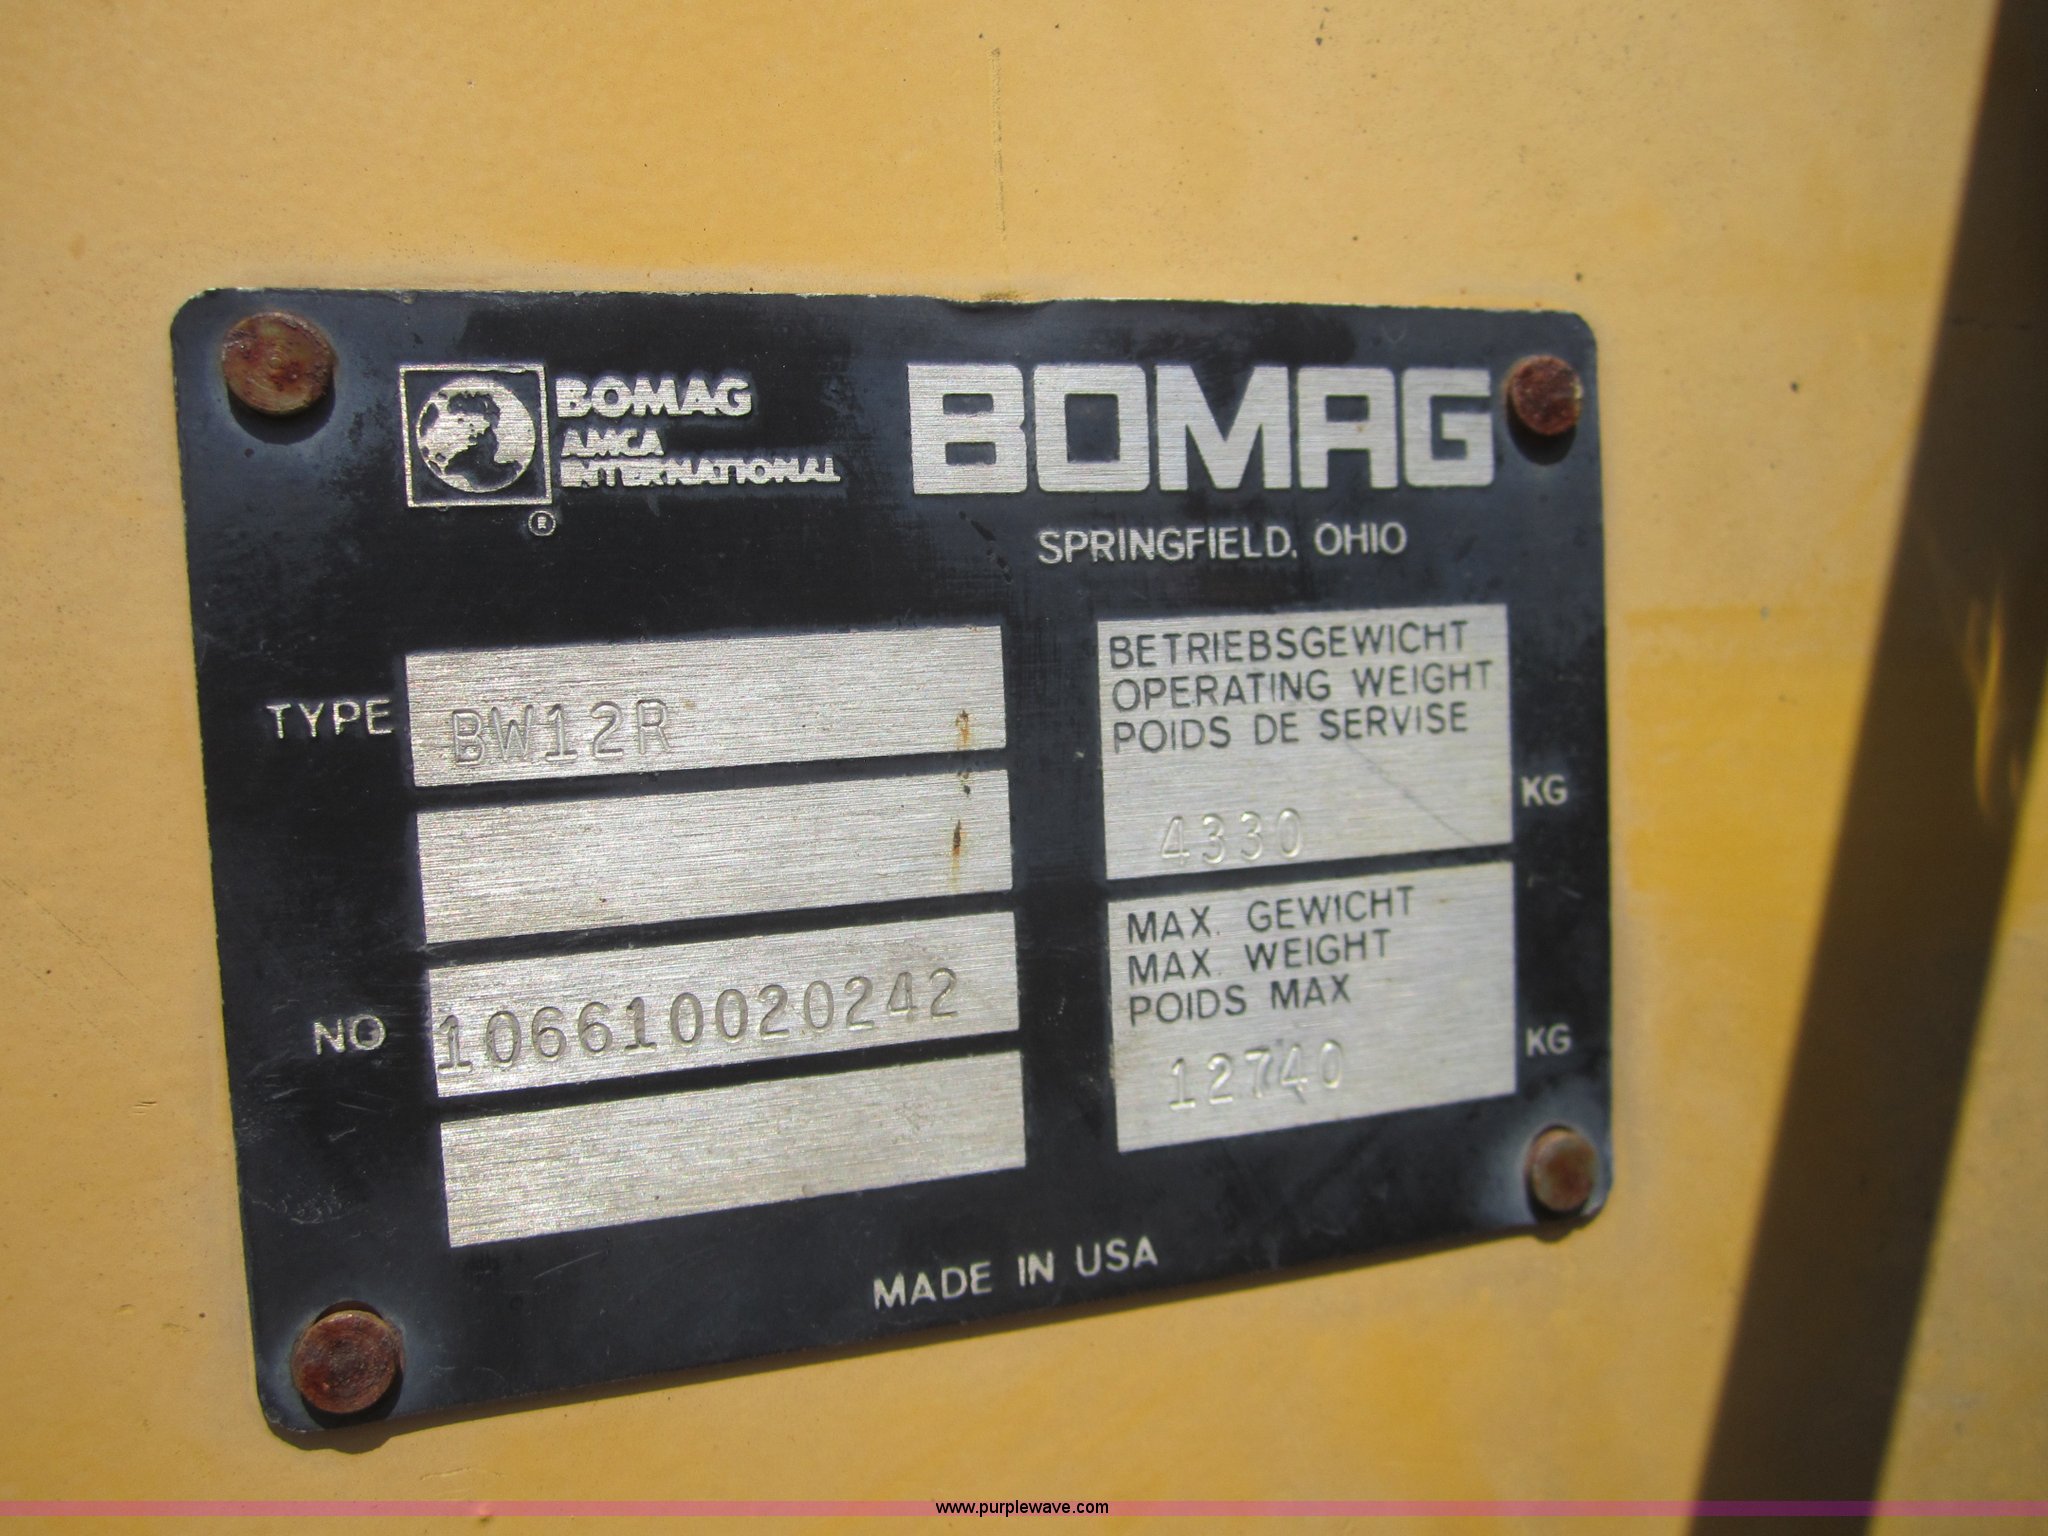 BOMAG
AMCA
INTERNATIONAL
®
BOMAG
SPRINGFIELD, OHIO
TYPE BW12R
NO 106610020242
BETRIEBSGEWICHT
OPERATING WEIGHT
POIDS DE SERVISE
4330 KG
MAX. GEWICHT
MAX. WEIGHT
POIDS MAX
12740 KG
MADE IN USA
www.purplewave.com